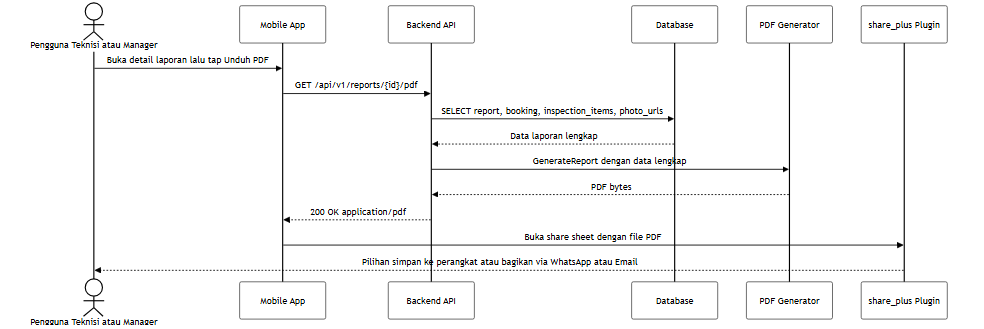 Pengguna Teknisi atau Manager
Mobile App
Backend API
Database
PDF Generator
share_plus Plugin
Buka detail laporan lalu tap Unduh PDF
GET /api/v1/reports/{id}/pdf
SELECT report, booking, inspection_items, photo_urls
Data laporan lengkap
GenerateReport dengan data lengkap
PDF bytes
200 OK application/pdf
Buka share sheet dengan file PDF
Pilihan simpan ke perangkat atau bagikan via WhatsApp atau Email
Pengguna Teknisi atau Manager
Mobile App
Backend API
Database
PDF Generator
share_plus Plugin